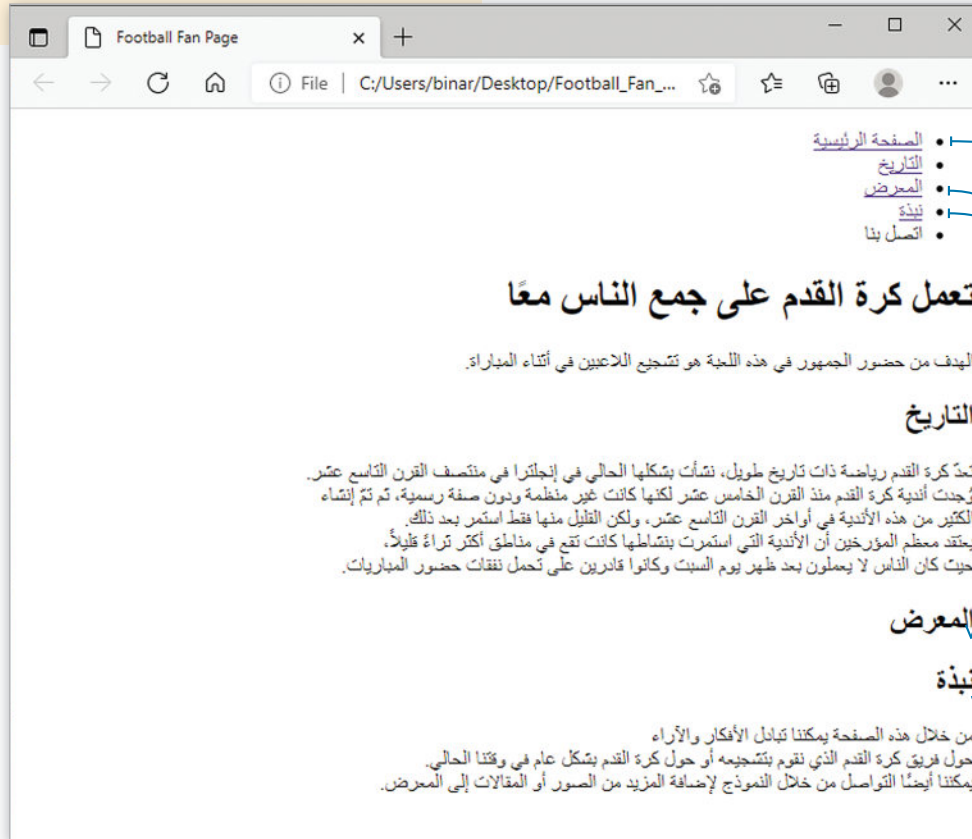 Football Fan Page
File | C:/Users/binar/Desktop/Football_Fan_...
الصفحة الرئيسية
التاريخ
المعرض
نبذة
اتصل بنا
تعمل كرة القدم على جمع الناس معًا
الهدف من حضور الجمهور في هذه اللعبة هو تشجيع اللاعبين في أثناء المباراة.
التاريخ
تعدّ كرة القدم رياضة ذات تاريخ طويل، نشأت بشكلها الحالي في إنجلترا في منتصف القرن التاسع عشر.
وُجدت أندية كرة القدم منذ القرن الخامس عشر لكنها كانت غير منظمة ودون صفة رسمية، ثم تمّ إنشاء
الكثير من هذه الأندية في أواخر القرن التاسع عشر، ولكن القليل منها فقط استمر بعد ذلك.
يعتقد معظم المؤرخين أن الأندية التي استمرت بنشاطها كانت تقع في مناطق أكثر ثراءً قليلاً،
حيث كان الناس لا يعملون بعد ظهر يوم السبت وكانوا قادرين على تحمل نفقات حضور المباريات.
المعرض
نبذة
من خلال هذه الصفحة يمكننا تبادل الأفكار والآراء
حول فريق كرة القدم الذي نقوم بتشجيعه أو حول كرة القدم بشكل عام في وقتنا الحالي.
يمكننا أيضًا التواصل من خلال النموذج لإضافة المزيد من الصور أو المقالات إلى المعرض.